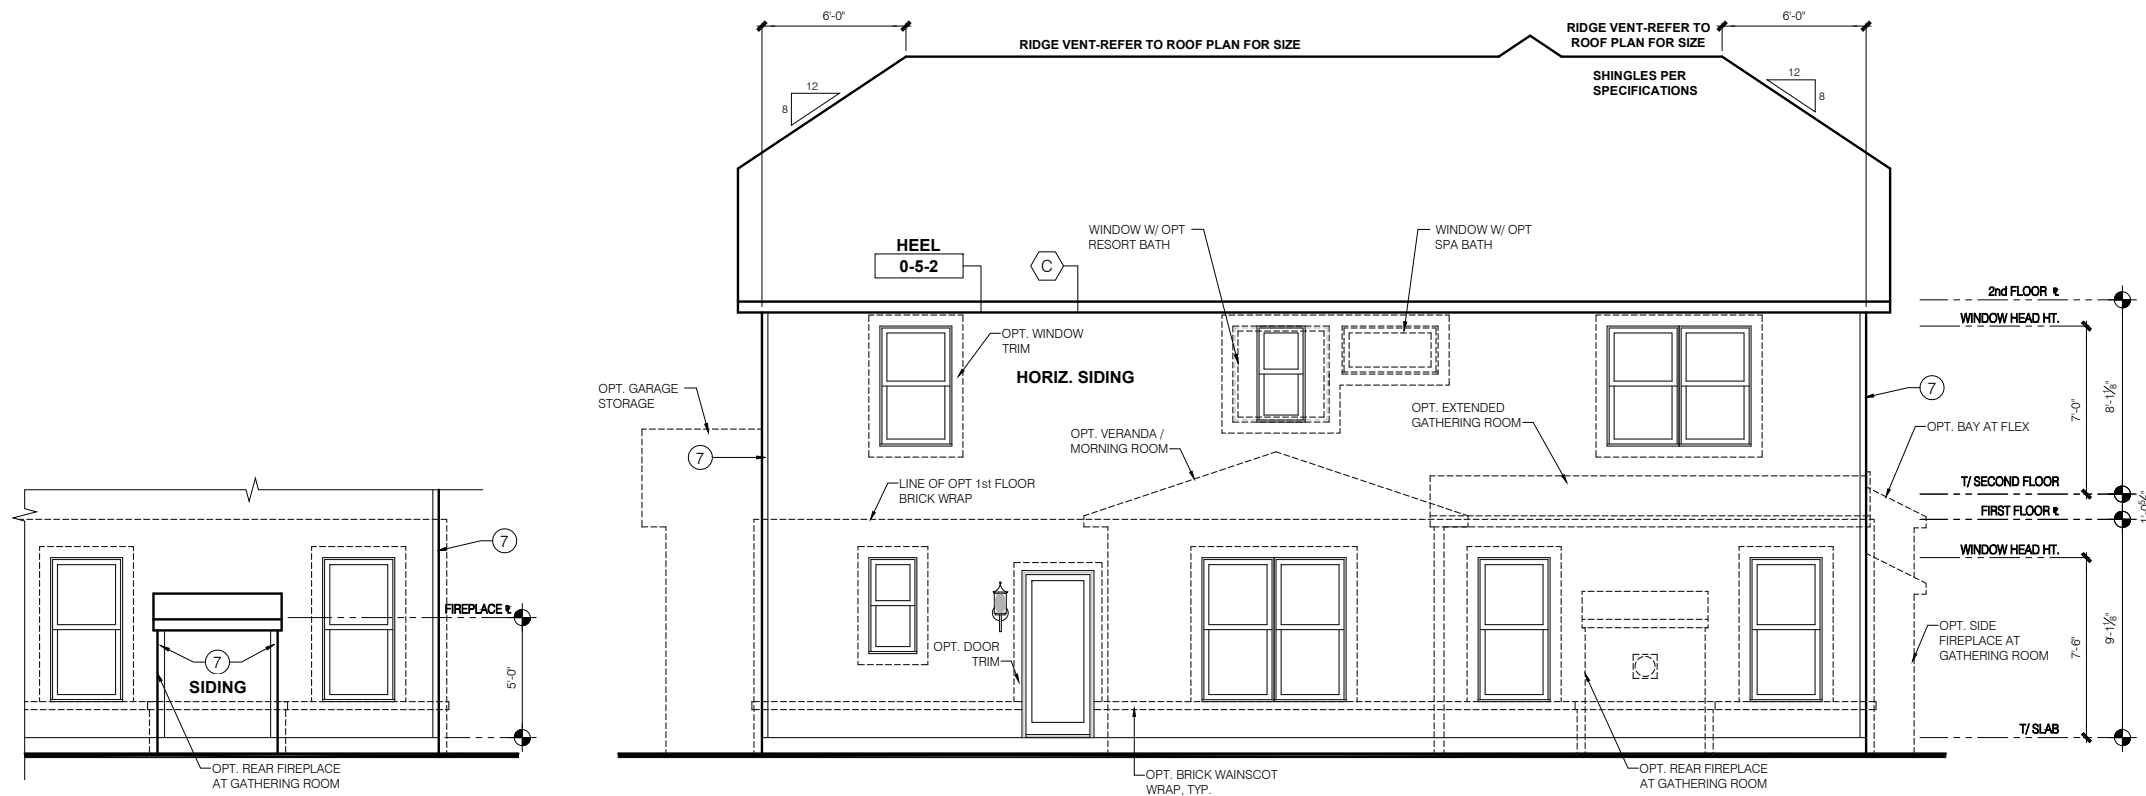 6'-0"
6'-0"
RIDGE VENT-REFER TO ROOF PLAN FOR SIZE
RIDGE VENT-REFER TO
ROOF PLAN FOR SIZE
SHINGLES PER
SPECIFICATIONS
12
8
12
8
HEEL
0-5-2
C
WINDOW W/ OPT
RESORT BATH
WINDOW W/ OPT
SPA BATH
2nd FLOOR ℄
WINDOW HEAD HT.
OPT. WINDOW
TRIM
HORIZ. SIDING
OPT. GARAGE
STORAGE
7
7
OPT. EXTENDED
GATHERING ROOM
OPT. VERANDA /
MORNING ROOM
OPT. BAY AT FLEX
7'-0"
8'-1⅛"
LINE OF OPT 1st FLOOR
BRICK WRAP
T/ SECOND FLOOR
FIRST FLOOR ℄
1'-0¾"
WINDOW HEAD HT.
7
FIREPLACE ℄
7
SIDING
5'-0"
OPT. DOOR
TRIM
OPT. SIDE
FIREPLACE AT
GATHERING ROOM
7'-6"
9'-1⅛"
T/ SLAB
OPT. REAR FIREPLACE
AT GATHERING ROOM
OPT. BRICK WAINSCOT
WRAP, TYP.
OPT. REAR FIREPLACE
AT GATHERING ROOM